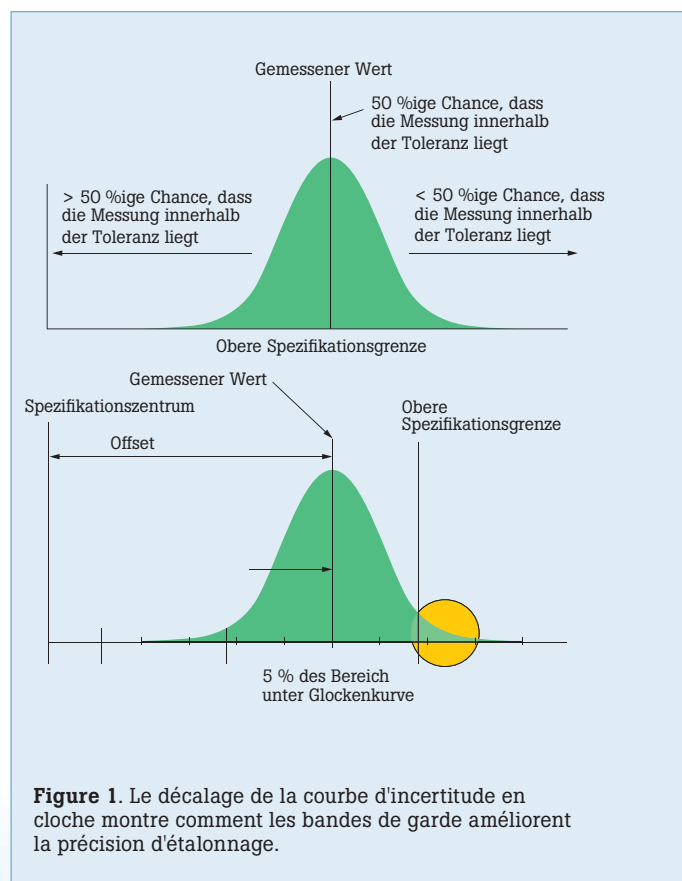 Gemessener Wert
50 %ige Chance, dass
die Messung innerhalb
der Toleranz liegt
> 50 %ige Chance, dass
die Messung innerhalb
der Toleranz liegt
< 50 %ige Chance, dass
die Messung innerhalb
der Toleranz liegt
Obere Spezifikationsgrenze
Gemessener Wert
Spezifikationszentrum
Obere
Spezifikationsgrenze
Offset
5 % des Bereich
unter Glockenkurve
Figure 1. Le décalage de la courbe d'incertitude en
cloche montre comment les bandes de garde améliorent
la précision d'étalonnage.